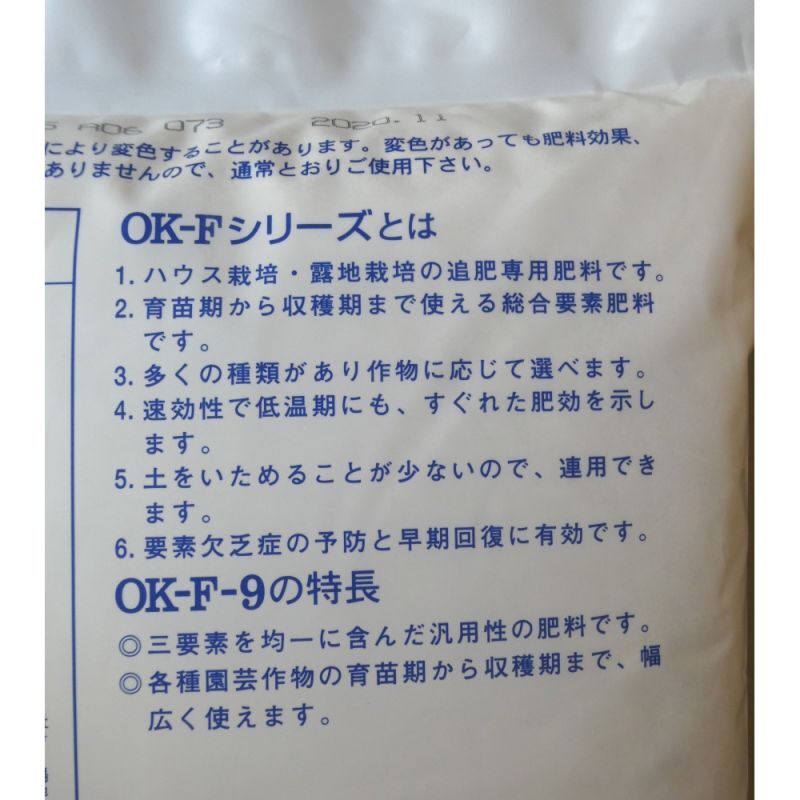 A06 073 2020.11
により変色することがあります。変色があっても肥料効果、
ありませんので、通常とおりご使用下さい。
OK-Fシリーズとは
1. ハウス栽培・露地栽培の追肥専用肥料です。
2. 育苗期から収穫期まで使える総合要素肥料
です。
3. 多くの種類があり作物に応じて選べます。
4. 速効性で低温期にも、すぐれた肥効を示し
ます。
5. 土をいためることが少ないので、連用でき
ます。
6. 要素欠乏症の予防と早期回復に有効です。
OK-F-9の特長
◎三要素を均一に含んだ汎用性の肥料です。
◎各種園芸作物の育苗期から収穫期まで、幅
広く使えます。